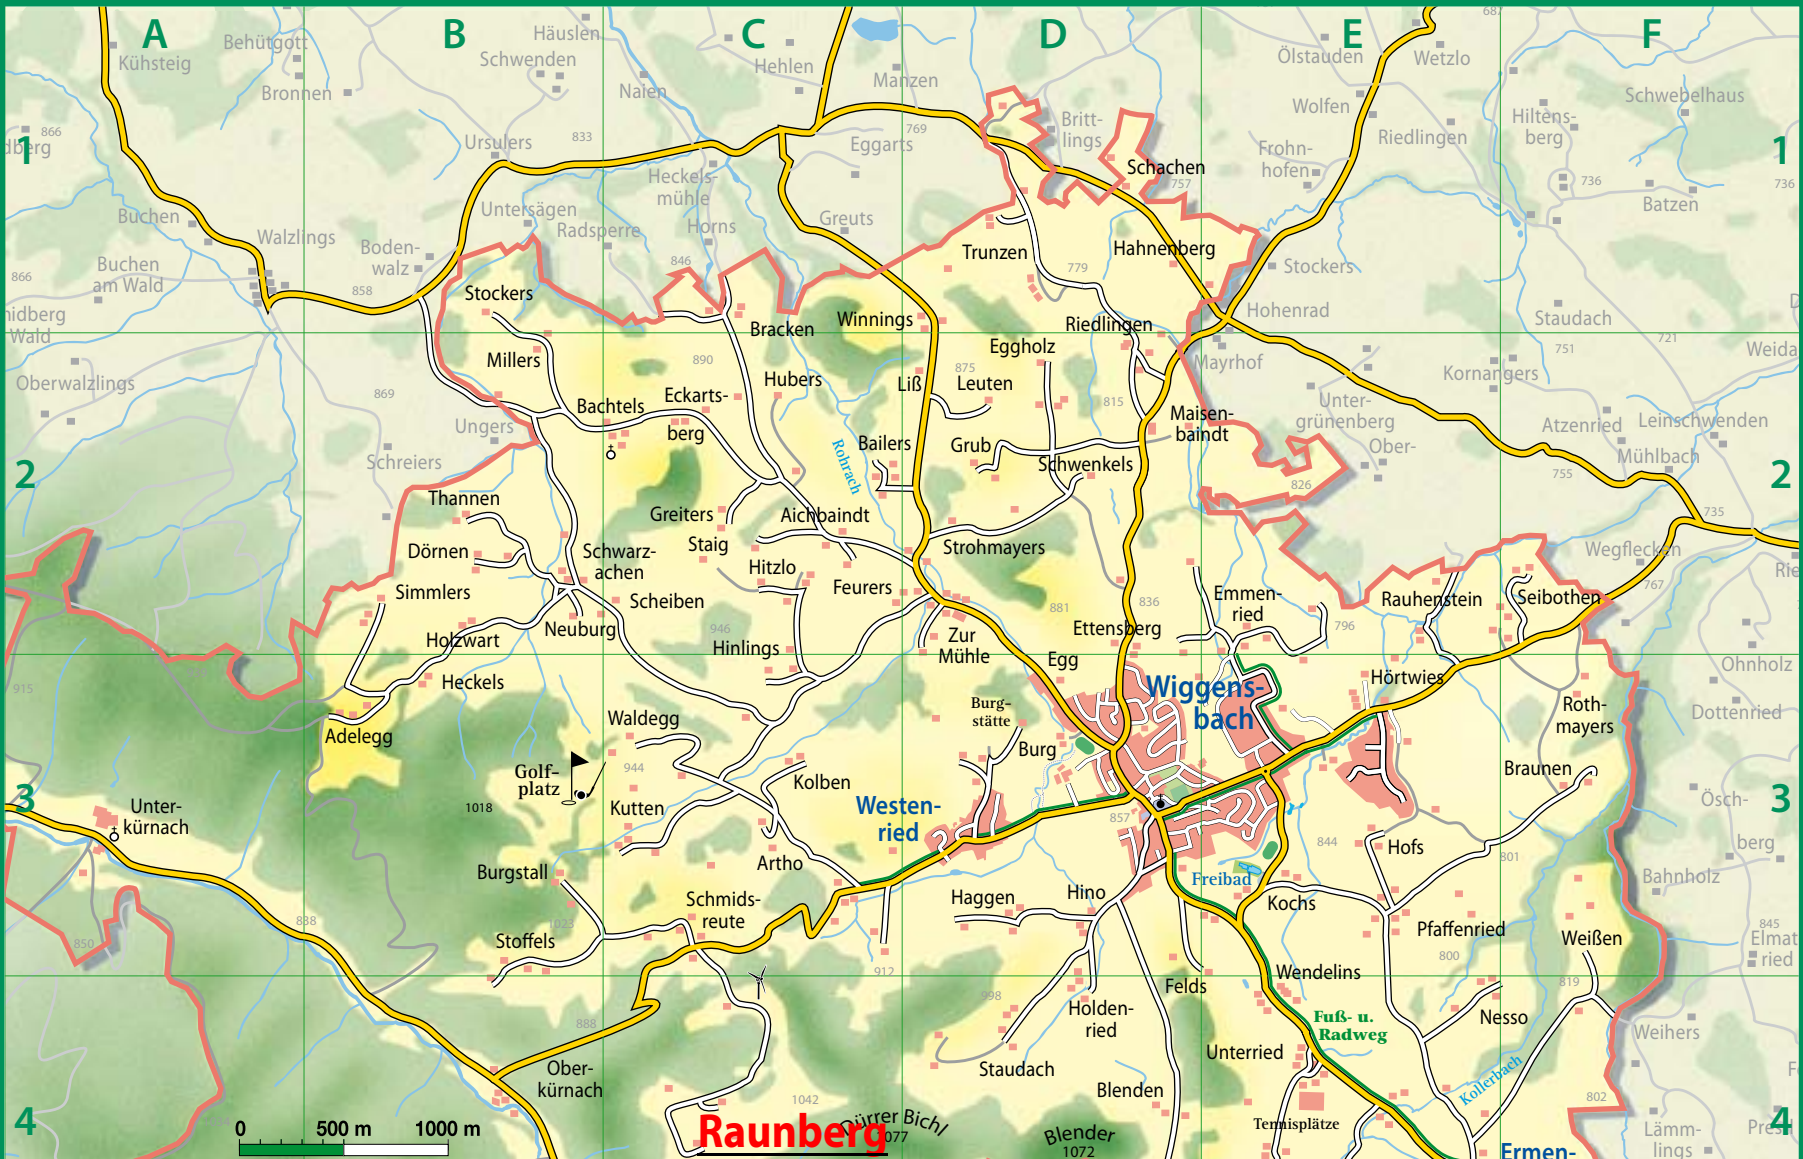 A
B
C
D
E
F
Kühsteig
Behütgott
Bronnen
Häuslen
Schwenden
Naien
Hehlen
Manzen
Ölstauden
Wetzlo
687
Wolfen
Riedlingen
Schwebelhaus
Hiltens-
berg
1
866
dberg
Ursulers
833
769
Eggarts
Britt-
lings
Schachen
757
Frohn-
hofen
736
736
1
Heckels-
mühle
Batzen
Buchen
Walzlings
Untersägen
Radsperre
Horns
Greuts
Boden-
walz
866
Buchen
am Wald
858
846
Trunzen
779
Hahnenberg
Stockers
Stockers
Hohenrad
Staudach
nidberg
Wald
Bracken
Winnings
Riedlingen
Eggholz
Mayrhof
751
721
Weida
Millers
890
Hubers
Liß
875
Leuten
Kornangers
Oberwalzlings
869
Eckarts-
berg
Bachtels
815
Maisen-
baindt
Unter-
grünenberg
Ober-
Atzenried
Leinschwenden
Ungers
Schreiers
Rohrach
Bailers
Grub
Schwenkels
826
755
Mühlbach
2
2
Thannen
Greiters
Aichbaindt
735
Dörnen
Schwarz-
achen
Staig
Hitzlo
Strohmayers
Wegflecken
Rie
767
Simmlers
Scheiben
Feurers
881
836
Emmen-
ried
796
Rauhenstein
Seibothen
Holzwart
Neuburg
946
Hinlings
Zur
Mühle
Ettensberg
Egg
Ohnholz
915
Heckels
Wiggens-
bach
Hörtwies
Roth-
mayers
Dottenried
Adelegg
Waldegg
Burg-
stätte
Burg
Golf-
platz
944
Kolben
Braunen
3
1018
Kutten
Westen-
ried
857
Ösch-
berg
3
Unter-
kürnach
Artho
844
Hofs
801
Burgstall
Freibad
Bahnholz
Schmids-
reute
Haggen
Hino
Kochs
850
838
1023
Stoffels
Pfaffenried
Weißen
845
Elmat
ried
912
800
Wendelins
819
998
Felds
Holden-
ried
Fuß- u.
Radweg
Nesso
Weihers
888
Unterried
Ober-
kürnach
Staudach
Blenden
Kollerbach
802
1042
4
0
500 m
1000 m
Raunberg
Dürrer Bichl
077
Blender
1072
Tennisplätze
Ermen-
Lämm-
lings
4